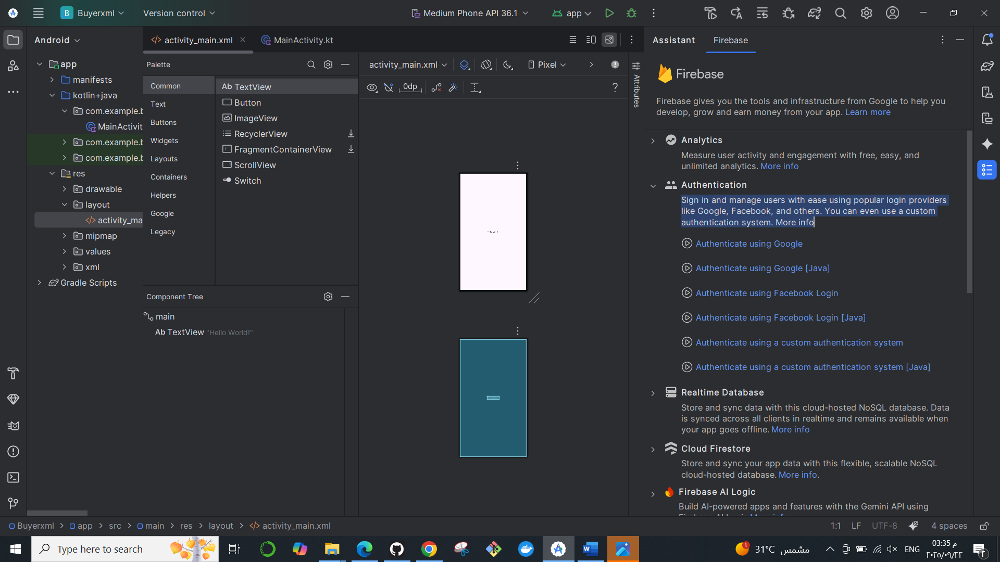 B Buyerxml
Version control
Medium Phone API 36.1
app
Android
activity_main.xml
MainActivity.kt
Assistant
Firebase
app
manifests
kotlin+java
com.example.b
MainActivit
com.example.b
com.example.b
res
drawable
layout
activity_ma
mipmap
values
xml
Gradle Scripts
Palette
Common
Text
Buttons
Widgets
Layouts
Containers
Helpers
Google
Legacy
Ab TextView
Button
ImageView
RecyclerView
FragmentContainerView
ScrollView
Switch
Component Tree
main
Ab TextView "Hello World!"
activity_main.xml
Pixel
0dp
?
Attributes
Firebase
Firebase gives you the tools and infrastructure from Google to help you
develop, grow and earn money from your app. Learn more
Analytics
Measure user activity and engagement with free, easy, and
unlimited analytics. More info
Authentication
Sign in and manage users with ease using popular login providers
like Google, Facebook, and others. You can even use a custom
authentication system. More info
Authenticate using Google
Authenticate using Google [Java]
Authenticate using Facebook Login
Authenticate using Facebook Login [Java]
Authenticate using a custom authentication system
Authenticate using a custom authentication system [Java]
Realtime Database
Store and sync data with this cloud-hosted NoSQL database. Data
is synced across all clients in realtime and remains available when
your app goes offline. More info
Cloud Firestore
Store and sync your app data with this flexible, scalable NoSQL
cloud-hosted database. More info.
Firebase AI Logic
Build AI-powered apps and features with the Gemini API using
Firebase AI Logic More info
Buyerxml > app > src > main > res > layout > activity_main.xml
1:1 LF UTF-8 4 spaces
Type here to search
1
31°C مشمس
ENG
03:35 م
٢٠٢٥/٠٩/٢٢
٢